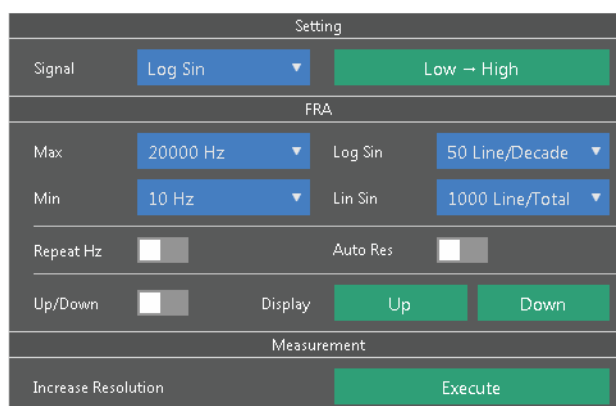 Setting
Signal Log Sin Low → High
FRA
Max 20000 Hz Log Sin 50 Line/Decade
Min 10 Hz Lin Sin 1000 Line/Total
Repeat Hz Auto Res
Up/Down Display Up Down
Measurement
Increase Resolution Execute